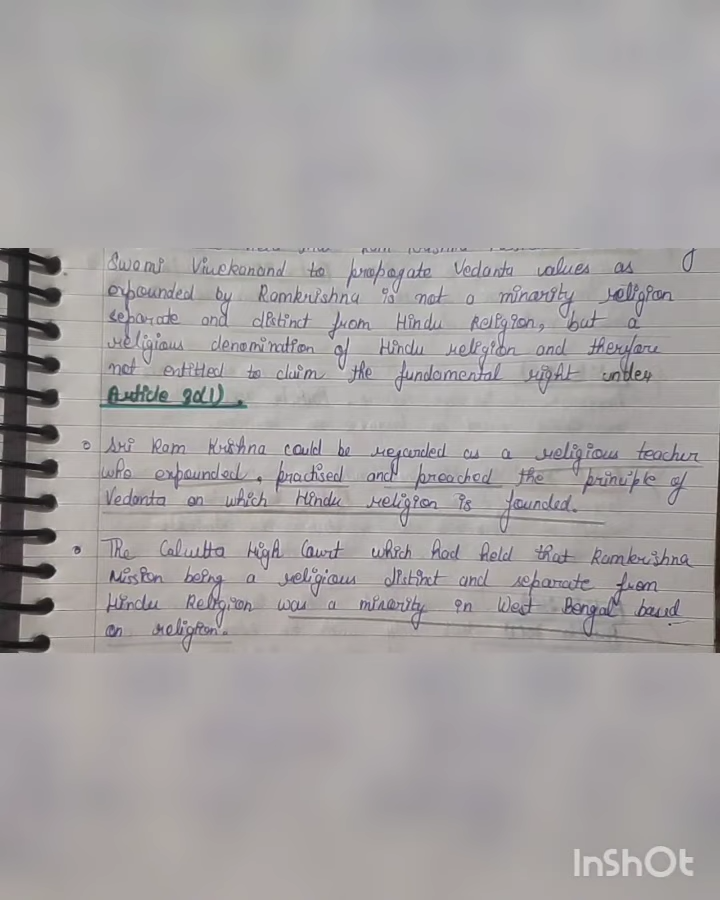 Swami Vivekanand to propagate Vedanta values as
expounded by Ramkrishna is not a minority religion
separate and distinct from Hindu Religion, but a
religious denomination of Hindu religion and therefore
not entitled to claim the fundamental right under
Article 30(1).
Sri Ram Krishna could be regarded as a religious teacher
who expounded, practised and preached the principle of
Vedanta on which Hindu religion is founded.
The Calcutta High Court which had held that Ramkrishna
Mission being a religious distinct and separate from
Hindu Religion was a minority in West Bengal based
on religion.
InShOt